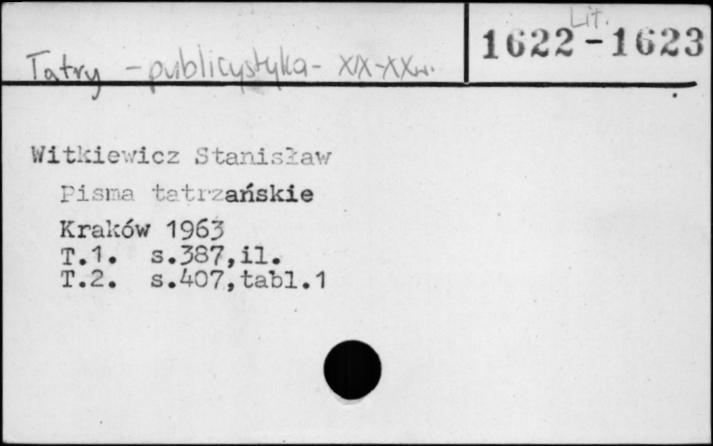 Lit.
1622-1623
Tatry - publicystyka - XIX-XXw.
Witkiewicz Stanisław
Pisma tatrzańskie
Kraków 1963
T.1. s.387,il.
T.2. s.407,tabl.1